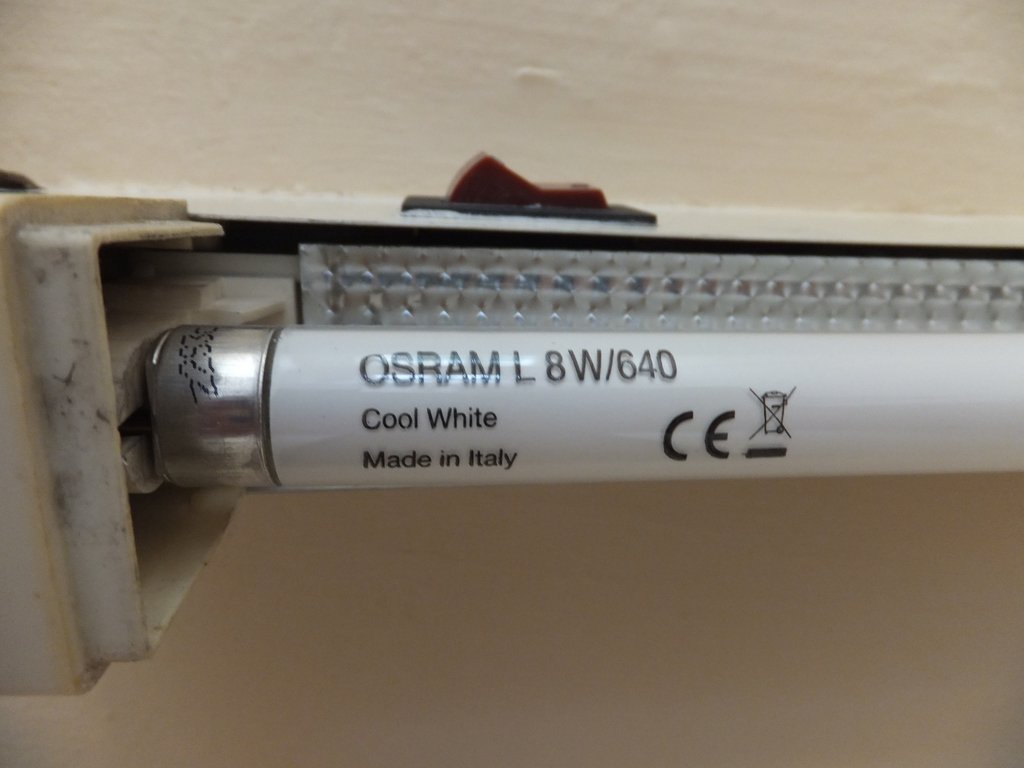 OSRAM L 8W/640
Cool White
Made in Italy
CE